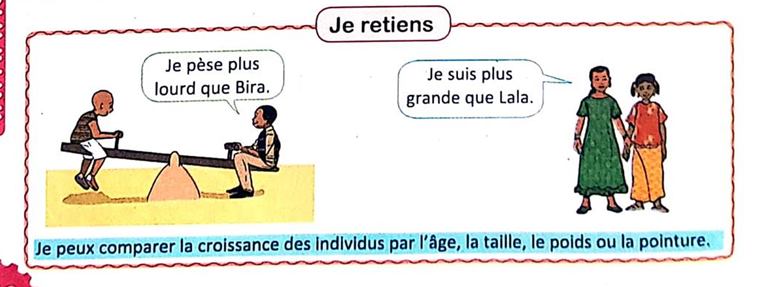 Je retiens
Je pèse plus
lourd que Bira.
Je suis plus
grande que Lala.
Je peux comparer la croissance des individus par l'âge, la taille, le poids ou la pointure.